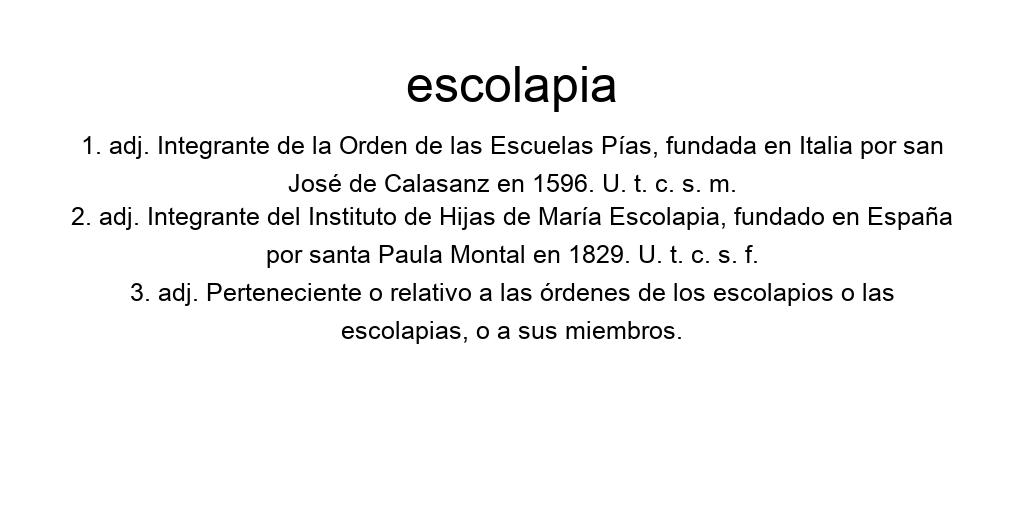 escolapia
1. adj. Integrante de la Orden de las Escuelas Pías, fundada en Italia por san
José de Calasanz en 1596. U. t. c. s. m.
2. adj. Integrante del Instituto de Hijas de María Escolapia, fundado en España
por santa Paula Montal en 1829. U. t. c. s. f.
3. adj. Perteneciente o relativo a las órdenes de los escolapios o las
escolapias, o a sus miembros.